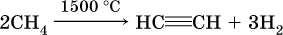 2CH₄ —1500 °C→ HC≡CH + 3H₂